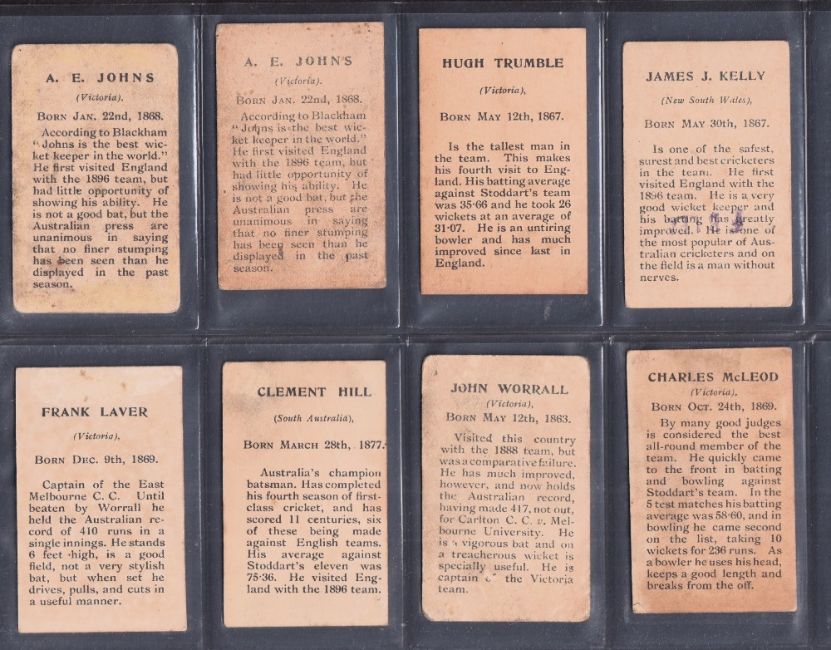 A. E. JOHNS
(Victoria),
BORN JAN. 22nd, 1868.
According to Blackham
"Johns is the best wic-
ket keeper in the world."
He first visited England
with the 1896 team, but
had little opportunity of
showing his ability. He
is not a good bat, but the
Australian press are
unanimous in saying
that no finer stumping
has been seen than he
displayed in the past
season.
A. E. JOHNS
(Victoria).
BORN JAN. 22nd, 1868.
According to Blackham
"Johns is the best wic-
ket keeper in the world."
He first visited England
with the 1896 team, but
had little opportunity of
showing his ability. He
is not a good bat, but the
Australian press are
unanimous in saying
that no finer stumping
has been seen than he
displayed in the past
season.
HUGH TRUMBLE
(Victoria),
BORN MAY 12th, 1867.
Is the tallest man in
the team. This makes
his fourth visit to Eng-
land. His batting average
against Stoddart's team
was 35·66 and he took 26
wickets at an average of
31·07. He is an untiring
bowler and has much
improved since last in
England.
JAMES J. KELLY
(New South Wales),
BORN MAY 30th, 1867.
Is one of the safest,
surest and best cricketers
in the team. He first
visited England with the
1896 team. He is a very
good wicket keeper and
his batting has greatly
improved. He is one of
the most popular of Aus-
tralian cricketers and on
the field is a man without
nerves.
FRANK LAVER
(Victoria),
BORN DEC. 9th, 1869.
Captain of the East
Melbourne C. C. Until
beaten by Worrall he
held the Australian re-
cord of 410 runs in a
single innings. He stands
6 feet high, is a good
field, not a very stylish
bat, but when set he
drives, pulls, and cuts in
a useful manner.
CLEMENT HILL
(South Australia),
BORN MARCH 28th, 1877.
Australia's champion
batsman. Has completed
his fourth season of first-
class cricket, and has
scored 11 centuries, six
of these being made
against English teams.
His average against
Stoddart's eleven was
75·36. He visited Eng-
land with the 1896 team.
JOHN WORRALL
(Victoria),
BORN MAY 12th, 1863.
Visited this country
with the 1888 team, but
was a comparative failure.
He has much improved,
however, and now holds
the Australian record,
having made 417, not out,
for Carlton C. C. v. Mel-
bourne University. He
is a vigorous bat and on
a treacherous wicket is
specially useful. He is
captain of the Victoria
team.
CHARLES McLEOD
(Victoria),
BORN OCT. 24th, 1869.
By many good judges
is considered the best
all-round member of the
team. He quickly came
to the front in batting
and bowling against
Stoddart's team. In the
5 test matches his batting
average was 58·60, and in
bowling he came second
on the list, taking 10
wickets for 236 runs. As
a bowler he uses his head,
keeps a good length and
breaks from the off.